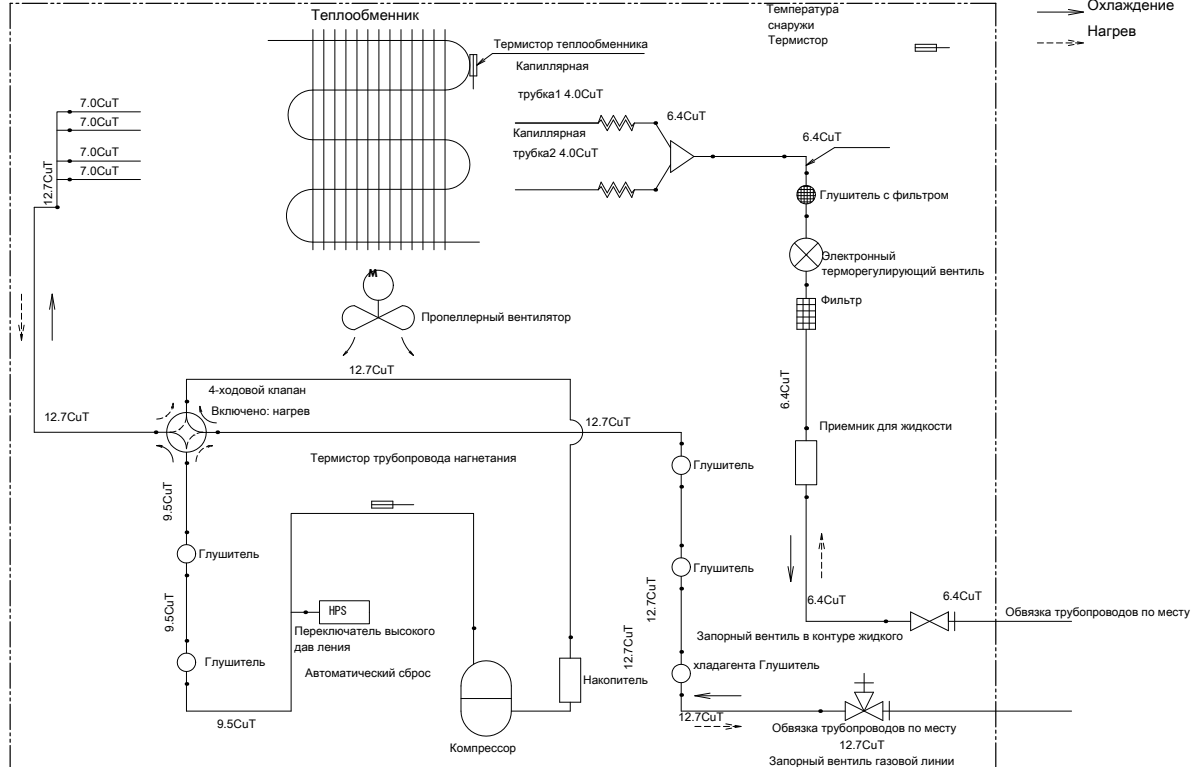 Теплообменник
Температура
снаружи
Термистор
Охлаждение
Нагрев
Термистор теплообменника
Капиллярная
трубка1 4.0CuT
6.4CuT
Капиллярная
трубка2 4.0CuT
6.4CuT
7.0CuT
7.0CuT
7.0CuT
7.0CuT
12.7CuT
Глушитель с фильтром
Электронный
терморегулирующий вентиль
Фильтр
M
Пропеллерный вентилятор
12.7CuT
6.4CuT
4-ходовой клапан
Включено: нагрев
12.7CuT
12.7CuT
Приемник для жидкости
Термистор трубопровода нагнетания
Глушитель
9.5CuT
Глушитель
Глушитель
9.5CuT
12.7CuT
6.4CuT
6.4CuT
HPS
Обвязка трубопроводов по месту
Переключатель высокого
дав ления
Запорный вентиль в контуре жидкого
12.7CuT
Глушитель
Автоматический сброс
Накопитель
хладагента Глушитель
9.5CuT
12.7CuT
Компрессор
Обвязка трубопроводов по месту
12.7CuT
Запорный вентиль газовой линии